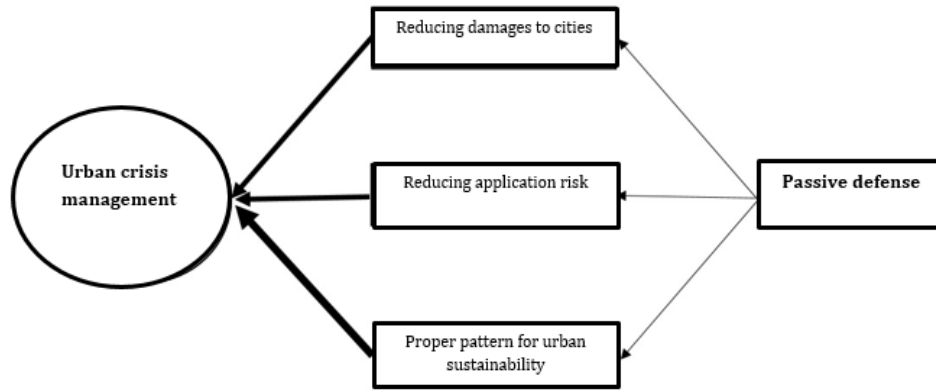 Reducing damages to cities
Urban crisis
management
Reducing application risk
Passive defense
Proper pattern for urban
sustainability